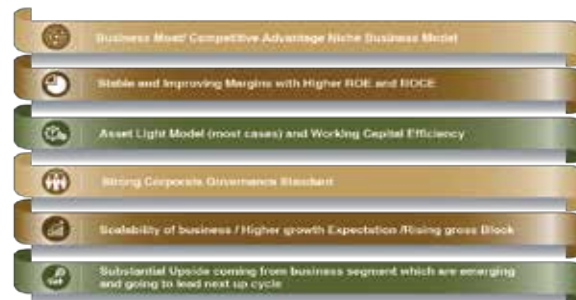 Business Moat/ Competitive Advantage Niche Business Model
Stable and Improving Margins with Higher ROE and ROCE
Asset Light Model (most cases) and Working Capital Efficiency
Strong Corporate Governance Standard
Scalability of business / Higher growth Expectation /Rising gross Block
Substantial Upside coming from business segment which are emerging
and going to lead next up cycle